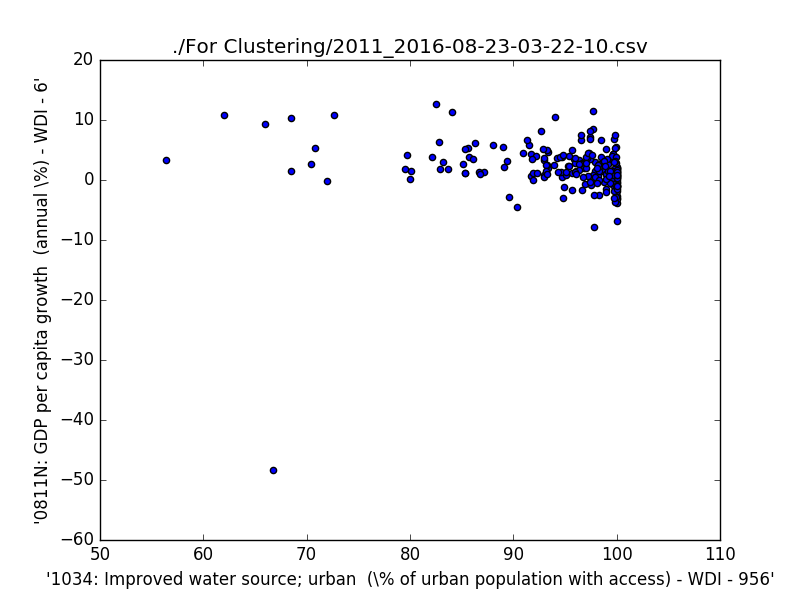 ./For Clustering/2011_2016-08-23-03-22-10.csv
20
10
0
−10
−20
−30
−40
−50
−60
'0811N: GDP per capita growth  (annual \%) - WDI - 6'
50 60 70 80 90 100 110
'1034: Improved water source; urban  (\% of urban population with access) - WDI - 956'